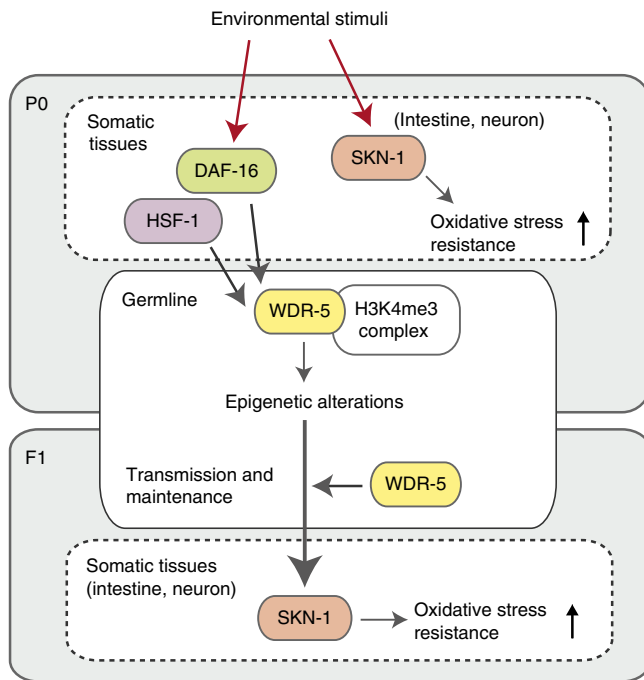 Environmental stimuli
P0
Somatic
tissues
(Intestine, neuron)
DAF-16
SKN-1
HSF-1
Oxidative stress
resistance
Germline
WDR-5
H3K4me3
complex
Epigenetic alterations
F1
Transmission and
maintenance
WDR-5
Somatic tissues
(intestine, neuron)
SKN-1
Oxidative stress
resistance